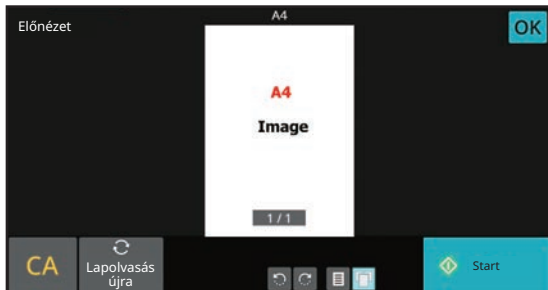 A4
Előnézet
OK
A4
Image
1 / 1
CA
Lapolvasás
újra
Start